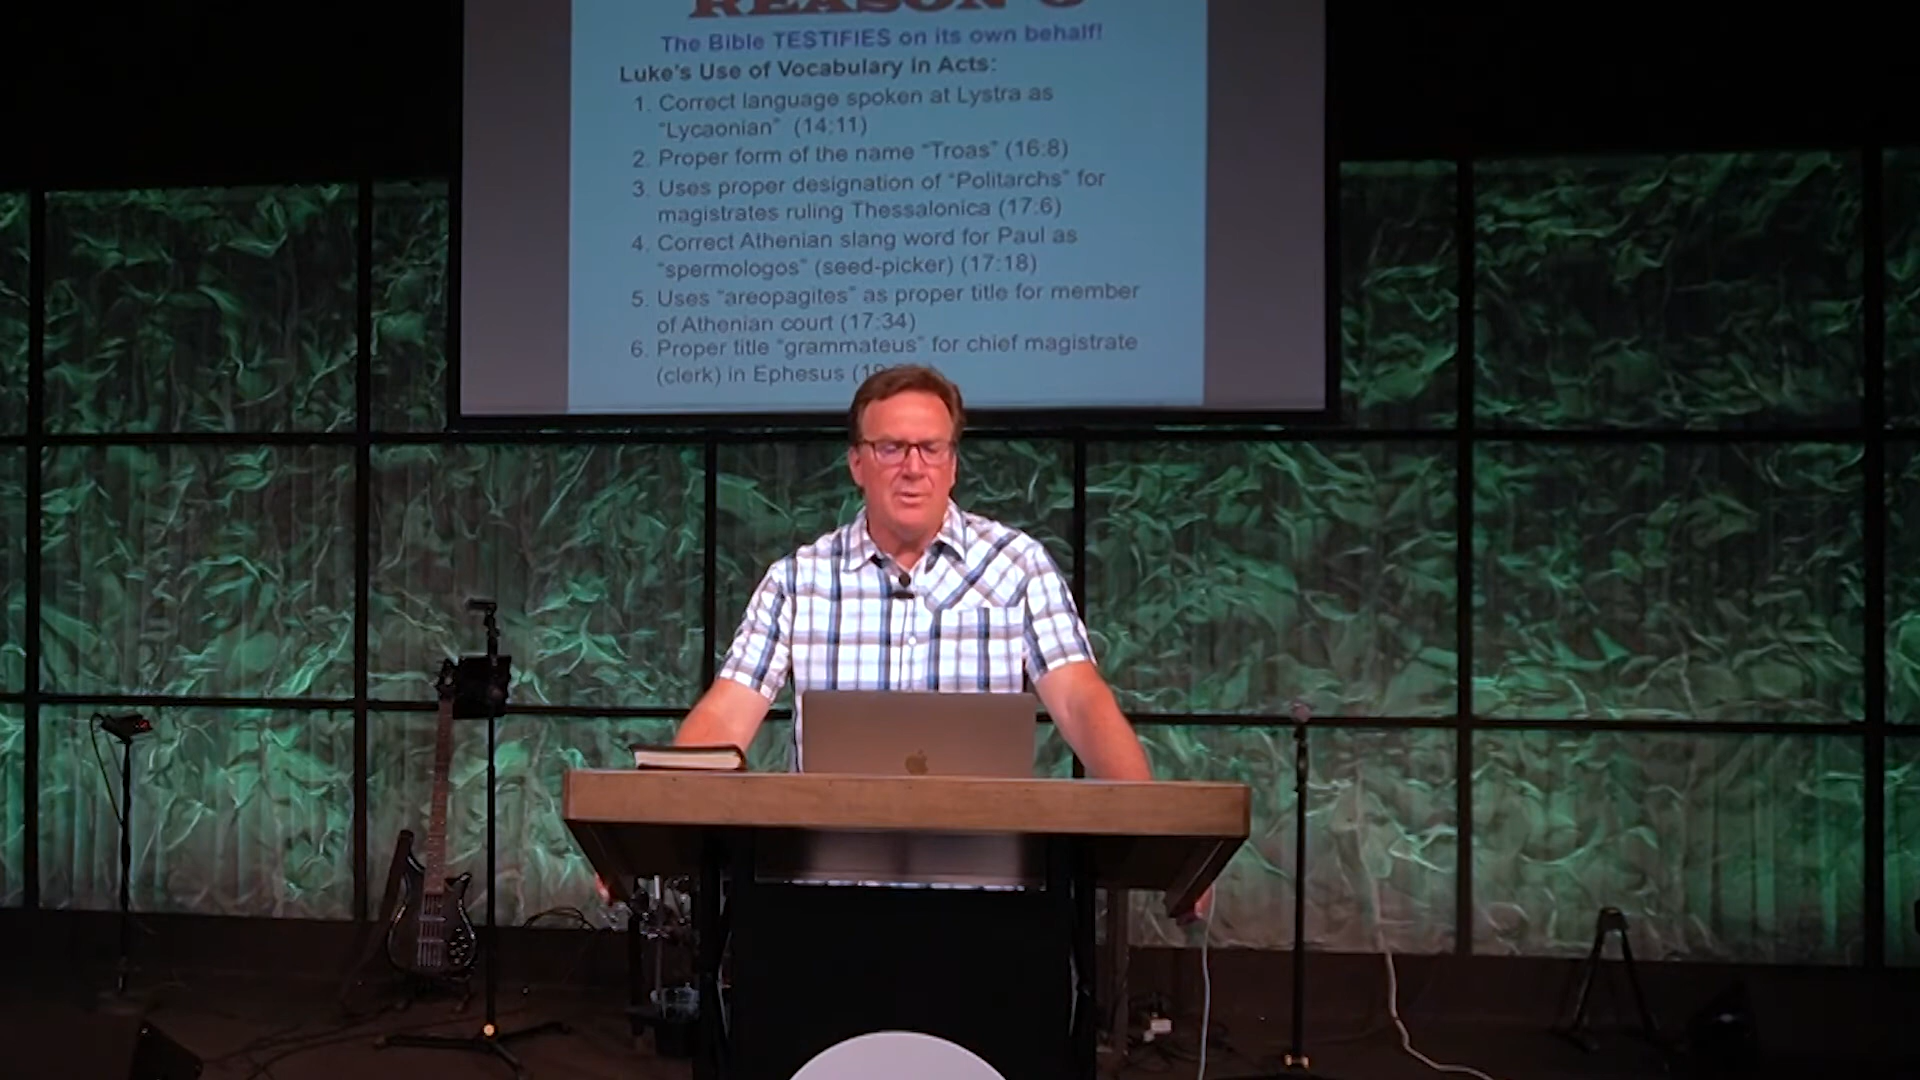 REASON
The Bible TESTIFIES on its own behalf!
Luke's Use of Vocabulary in Acts:
1. Correct language spoken at Lystra as
"Lycaonian" (14:11)
2. Proper form of the name "Troas" (16:8)
3. Uses proper designation of "Politarchs" for
magistrates ruling Thessalonica (17:6)
4. Correct Athenian slang word for Paul as
"spermologos" (seed-picker) (17:18)
5. Uses "areopagites" as proper title for member
of Athenian court (17:34)
6. Proper title "grammateus" for chief magistrate
(clerk) in Ephesus